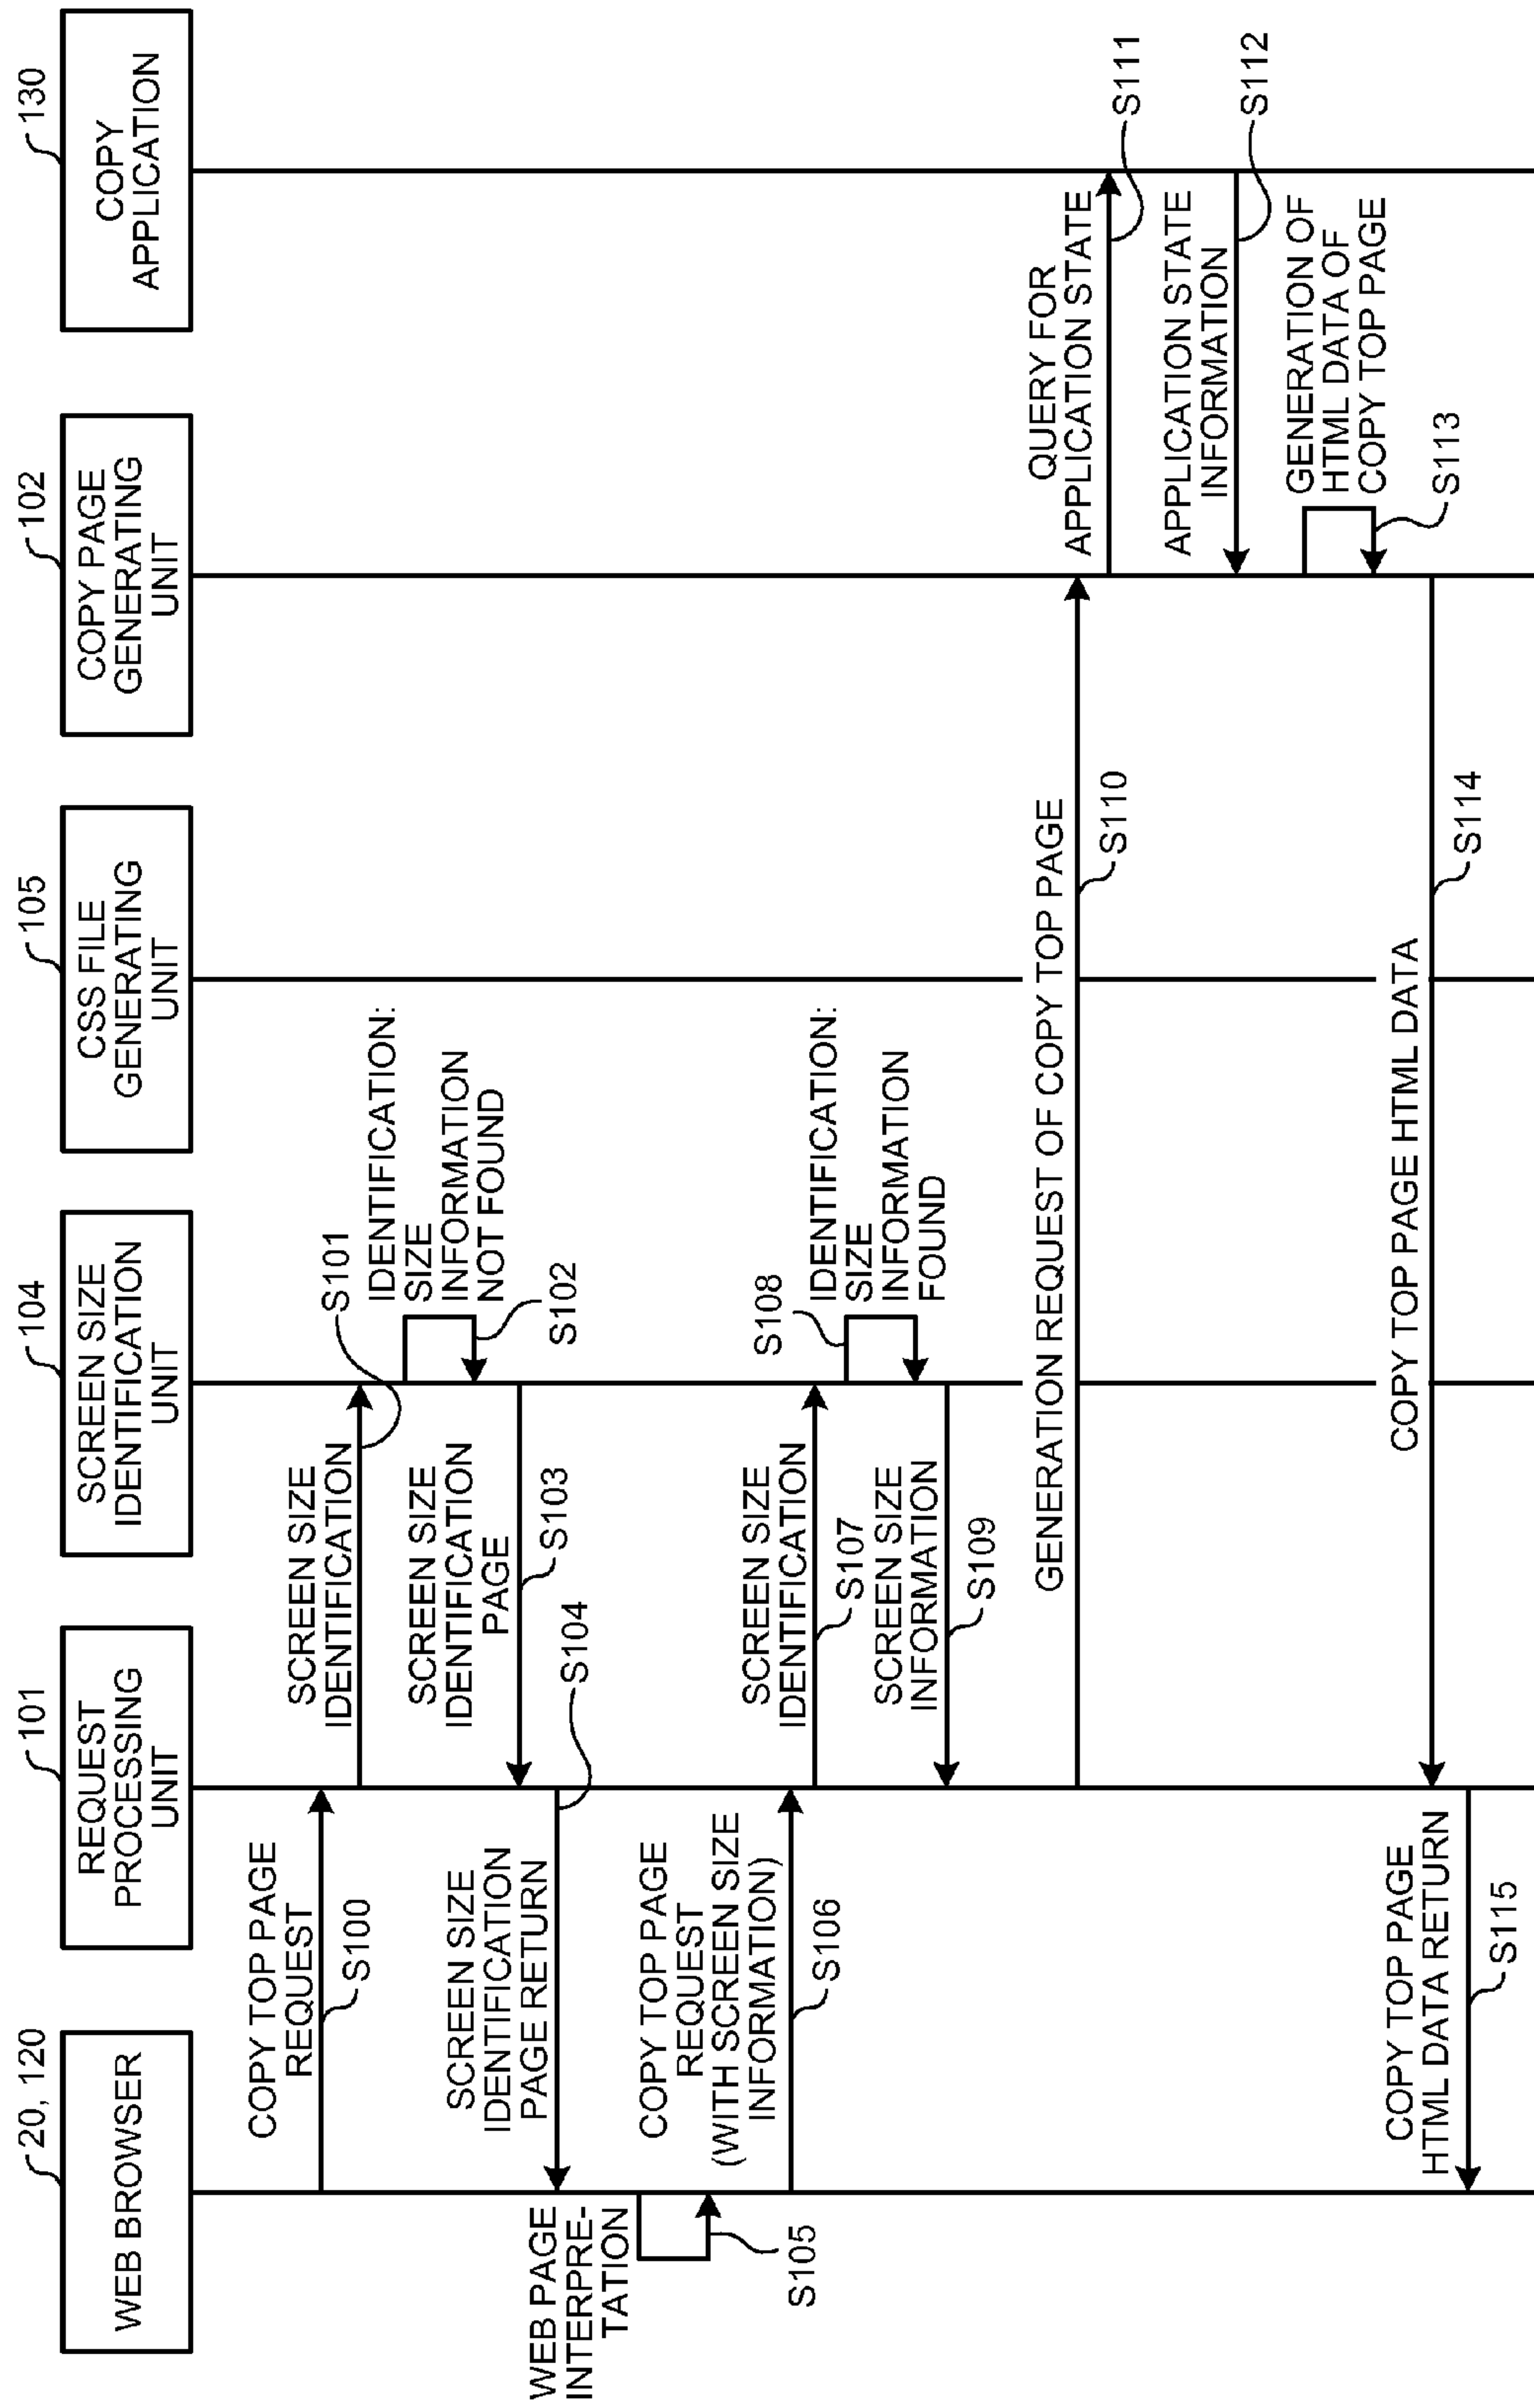 20, 120
WEB BROWSER
101
REQUEST
PROCESSING
UNIT
104
SCREEN SIZE
IDENTIFICATION
UNIT
105
CSS FILE
GENERATING
UNIT
102
COPY PAGE
GENERATING
UNIT
130
COPY
APPLICATION
COPY TOP PAGE
REQUEST
S100
SCREEN SIZE
IDENTIFICATION
S101
IDENTIFICATION:
SIZE
INFORMATION
NOT FOUND
S102
SCREEN SIZE
IDENTIFICATION
PAGE
S103
SCREEN SIZE
IDENTIFICATION
PAGE RETURN
S104
WEB PAGE
INTERPRE-
TATION
S105
COPY TOP PAGE
REQUEST
(WITH SCREEN SIZE
INFORMATION)
S106
SCREEN SIZE
IDENTIFICATION
S107
IDENTIFICATION:
SIZE
INFORMATION
FOUND
S108
SCREEN SIZE
INFORMATION
S109
GENERATION REQUEST OF COPY TOP PAGE
S110
QUERY FOR
APPLICATION STATE
S111
APPLICATION STATE
INFORMATION
S112
GENERATION OF
HTML DATA OF
COPY TOP PAGE
S113
COPY TOP PAGE HTML DATA
S114
COPY TOP PAGE
HTML DATA RETURN
S115